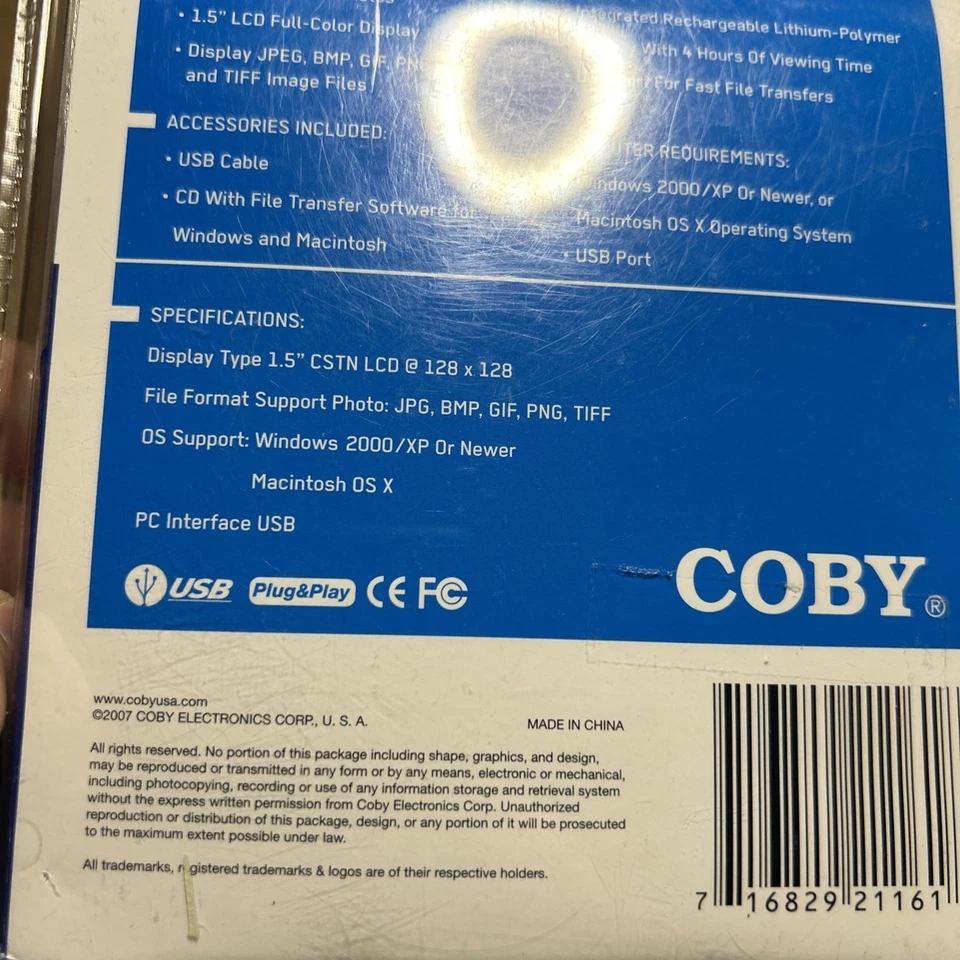 • 1.5” LCD Full-Color Display
• Display JPEG, BMP, GIF, PNG
and TIFF Image Files
ACCESSORIES INCLUDED:
• USB Cable
• CD With File Transfer Software for
Windows and Macintosh
Integrated Rechargeable Lithium-Polymer
With 4 Hours Of Viewing Time
For Fast File Transfers
REQUIREMENTS:
Windows 2000/XP Or Newer, or
Macintosh OS X Operating System
• USB Port
SPECIFICATIONS:
Display Type 1.5” CSTN LCD @ 128 x 128
File Format Support Photo: JPG, BMP, GIF, PNG, TIFF
OS Support: Windows 2000/XP Or Newer
Macintosh OS X
PC Interface USB
USB Plug&Play CE FC
COBY®
www.cobyusa.com
©2007 COBY ELECTRONICS CORP., U. S. A.
MADE IN CHINA
All rights reserved. No portion of this package including shape, graphics, and design,
may be reproduced or transmitted in any form or by any means, electronic or mechanical,
including photocopying, recording or use of any information storage and retrieval system
without the express written permission from Coby Electronics Corp. Unauthorized
reproduction or distribution of this package, design, or any portion of it will be prosecuted
to the maximum extent possible under law.
All trademarks, registered trademarks & logos are of their respective holders.
7 16829 21161